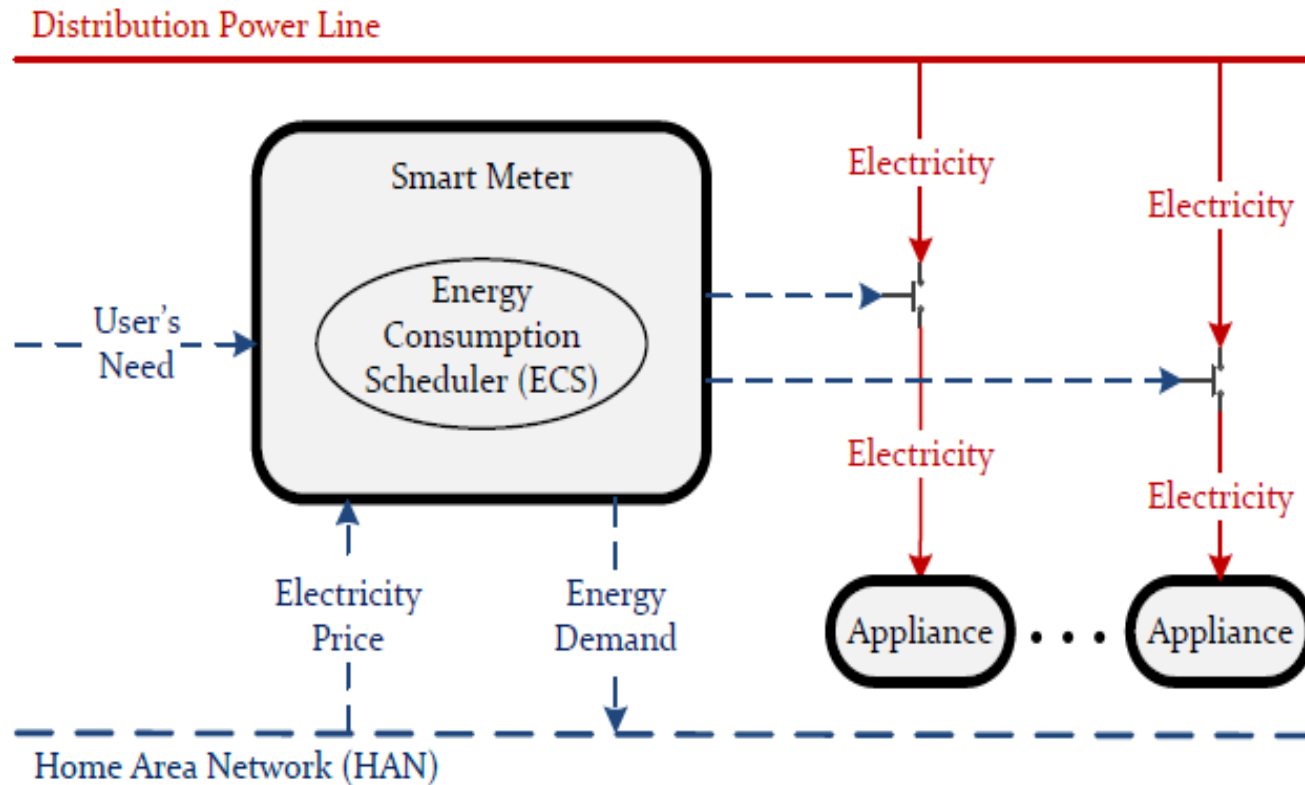 Distribution Power Line
Smart Meter
Energy
Consumption
Scheduler (ECS)
User's
Need
Electricity
Electricity
Electricity
Electricity
Electricity
Price
Energy
Demand
Appliance
Appliance
Home Area Network (HAN)